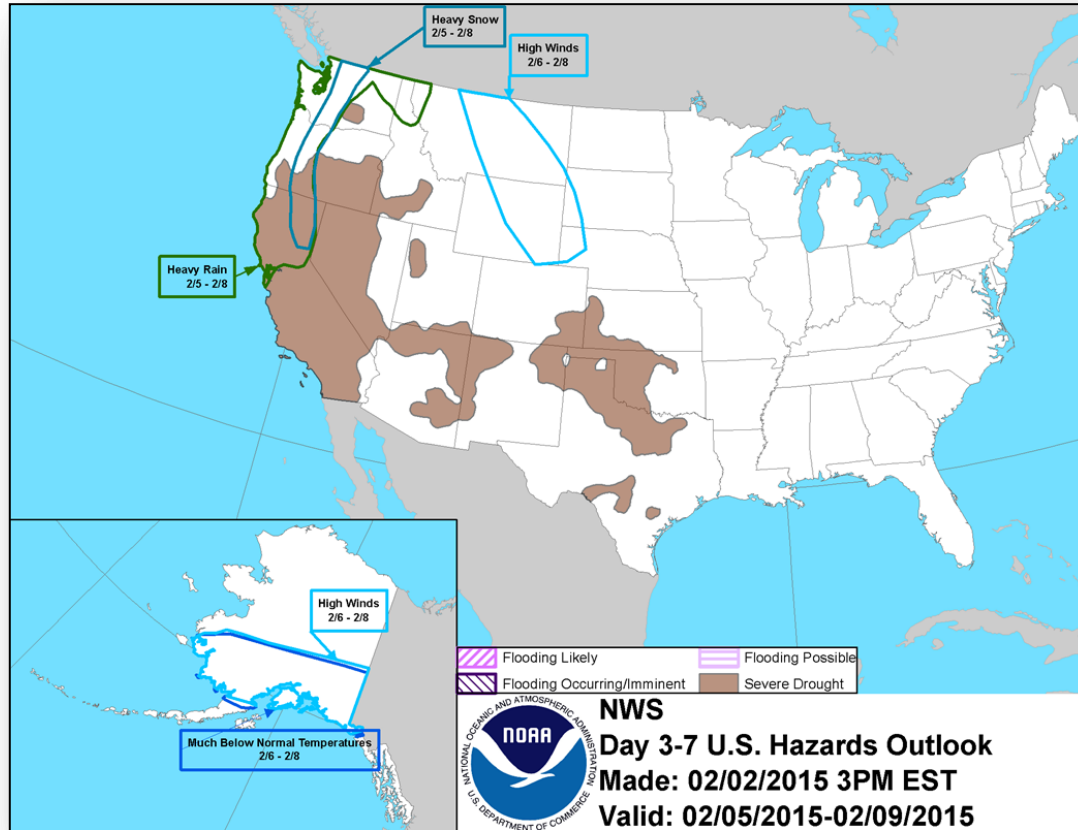 Heavy Snow
2/5 - 2/8
High Winds
2/6 - 2/8
Heavy Rain
2/5 - 2/8
High Winds
2/6 - 2/8
Much Below Normal Temperatures
2/6 - 2/8
Flooding Likely
Flooding Possible
Flooding Occurring/Imminent
Severe Drought
NATIONAL OCEANIC AND ATMOSPHERIC ADMINISTRATION
NOAA
U.S. DEPARTMENT OF COMMERCE
NWS
Day 3-7 U.S. Hazards Outlook
Made: 02/02/2015 3PM EST
Valid: 02/05/2015-02/09/2015